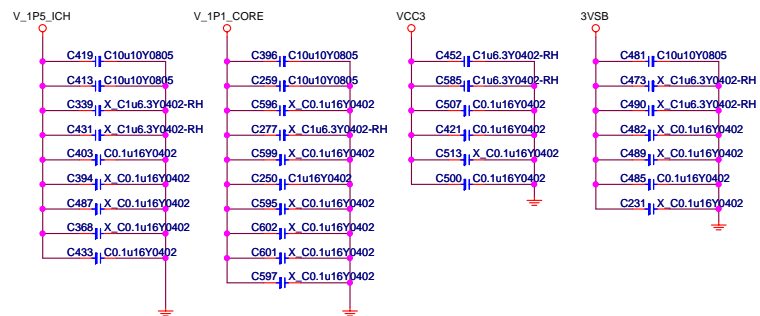 V_1P5_ICH
C419 C10u10Y0805
C413 C10u10Y0805
C339 X_C1u6.3Y0402-RH
C431 X_C1u6.3Y0402-RH
C403 C0.1u16Y0402
C394 X_C0.1u16Y0402
C487 X_C0.1u16Y0402
C368 X_C0.1u16Y0402
C433 C0.1u16Y0402
V_1P1_CORE
C396 C10u10Y0805
C259 C10u10Y0805
C596 X_C0.1u16Y0402
C277 X_C1u6.3Y0402-RH
C599 X_C0.1u16Y0402
C250 C1u16Y0402
C595 X_C0.1u16Y0402
C602 X_C0.1u16Y0402
C601 X_C0.1u16Y0402
C597 X_C0.1u16Y0402
VCC3
C452 C1u6.3Y0402-RH
C585 C1u6.3Y0402-RH
C507 C0.1u16Y0402
C421 C0.1u16Y0402
C513 X_C0.1u16Y0402
C500 C0.1u16Y0402
3VSB
C481 C10u10Y0805
C473 X_C1u6.3Y0402-RH
C490 X_C1u6.3Y0402-RH
C482 X_C0.1u16Y0402
C489 X_C0.1u16Y0402
C485 C0.1u16Y0402
C231 X_C0.1u16Y0402